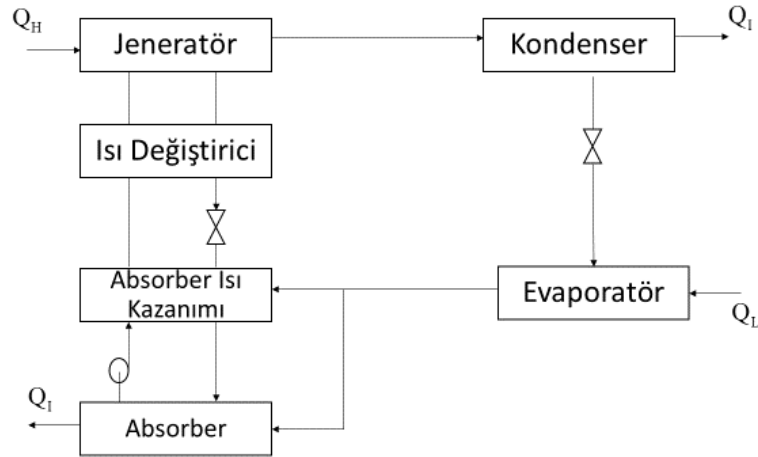 Q_H
Jeneratör
Kondenser
Q_I
Isı Değiştirici
Absorber Isı
Kazanımı
Evaporatör
Q_L
Q_I
Absorber